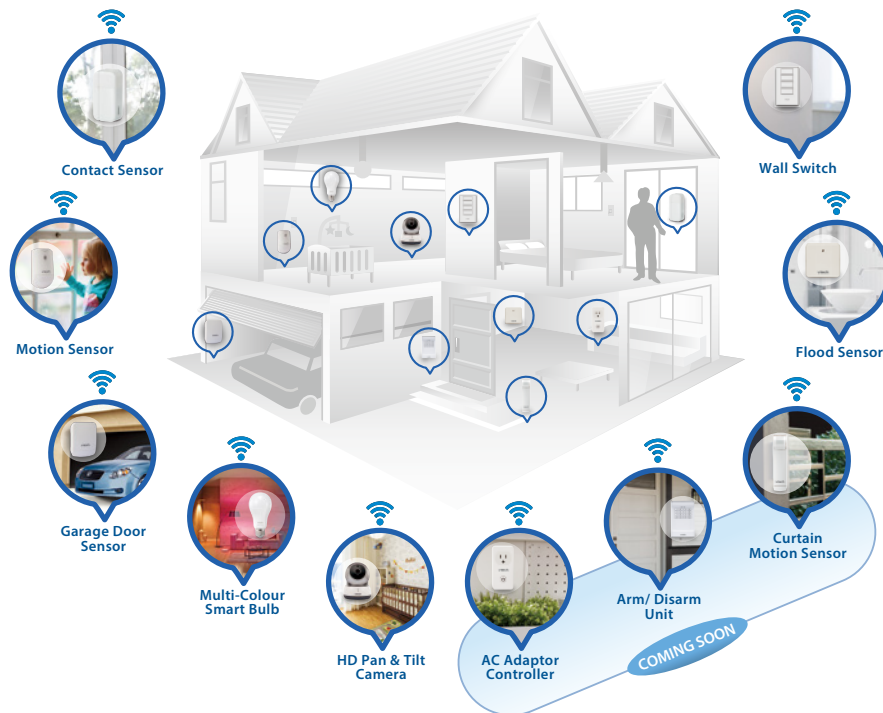 Contact Sensor
Wall Switch
Motion Sensor
Flood Sensor
Garage Door
Sensor
Multi-Colour
Smart Bulb
HD Pan & Tilt
Camera
AC Adaptor
Controller
Arm/ Disarm
Unit
Curtain
Motion Sensor
COMING SOON